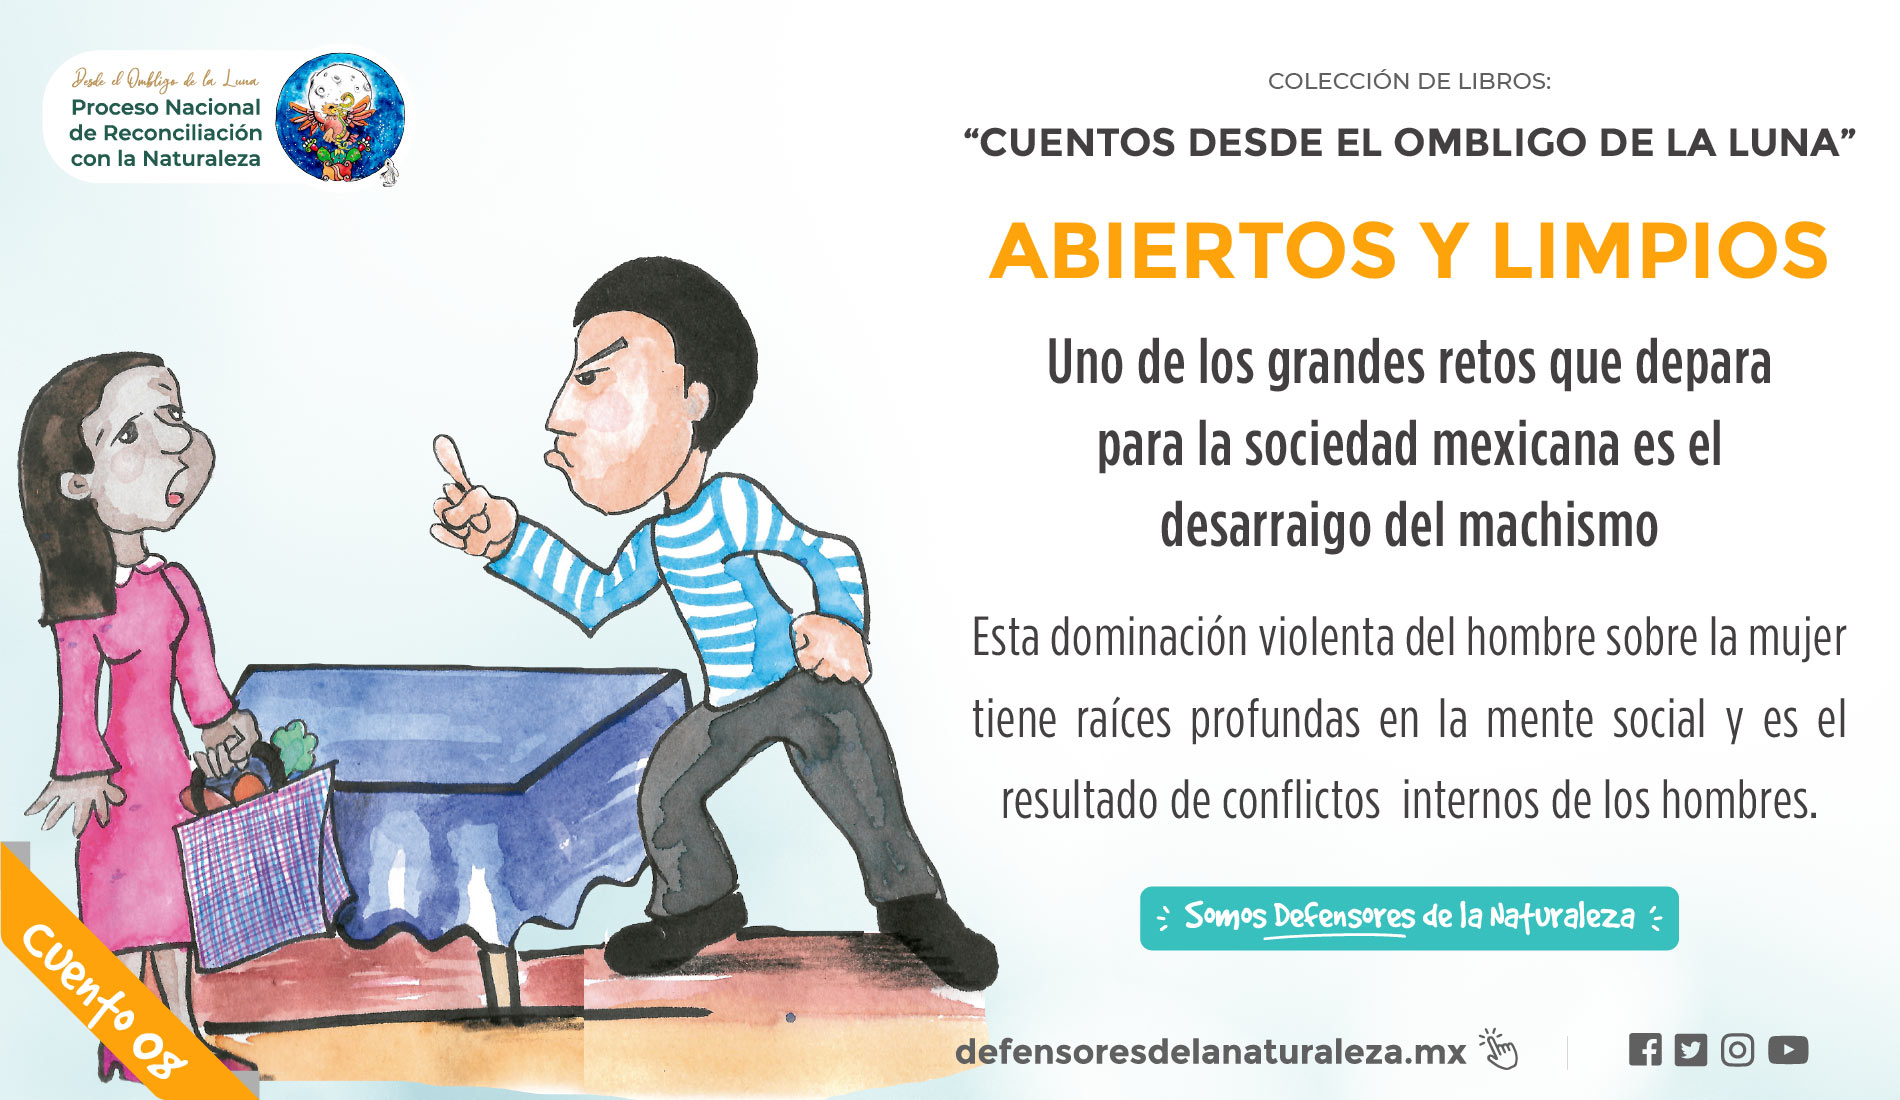 Desde el Ombligo de la Luna
Proceso Nacional
de Reconciliación
con la Naturaleza
COLECCIÓN DE LIBROS:
“CUENTOS DESDE EL OMBLIGO DE LA LUNA”
ABIERTOS Y LIMPIOS
Uno de los grandes retos que depara
para la sociedad mexicana es el
desarraigo del machismo
Esta dominación violenta del hombre sobre la mujer
tiene raíces profundas en la mente social y es el
resultado de conflictos internos de los hombres.
Somos Defensores de la Naturaleza
Cuento 08
defensoresdelanaturaleza.mx